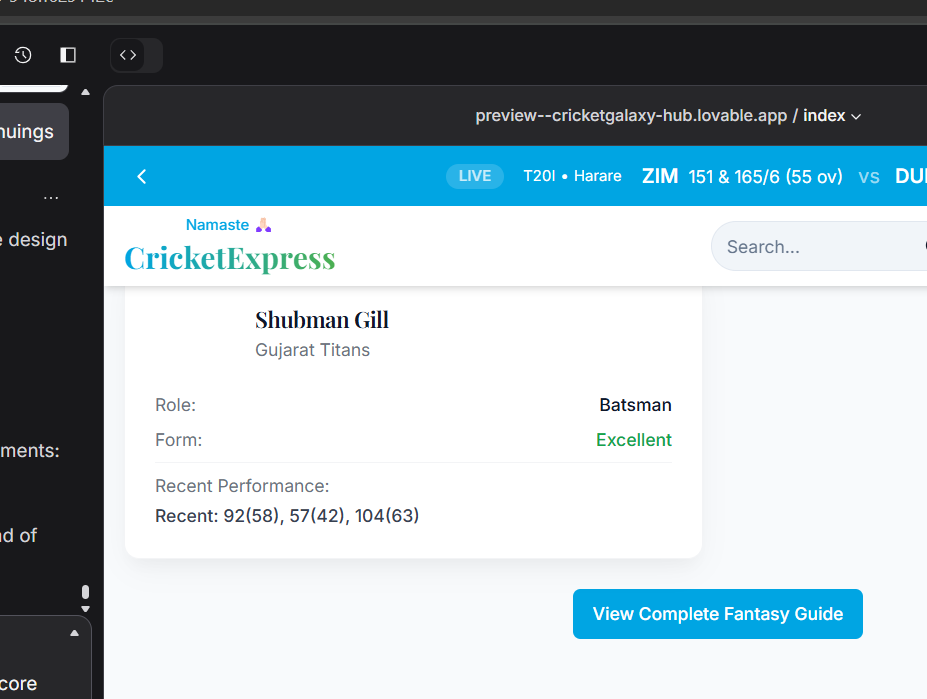 nuings
...
e design
ments:
nd of
core
preview--cricketgalaxy-hub.lovable.app / index
LIVE T20I • Harare ZIM 151 & 165/6 (55 ov) vs DU
Namaste 🙏🏻
CricketExpress
Search...
Shubman Gill
Gujarat Titans
Role: Batsman
Form: Excellent
Recent Performance:
Recent: 92(58), 57(42), 104(63)
View Complete Fantasy Guide